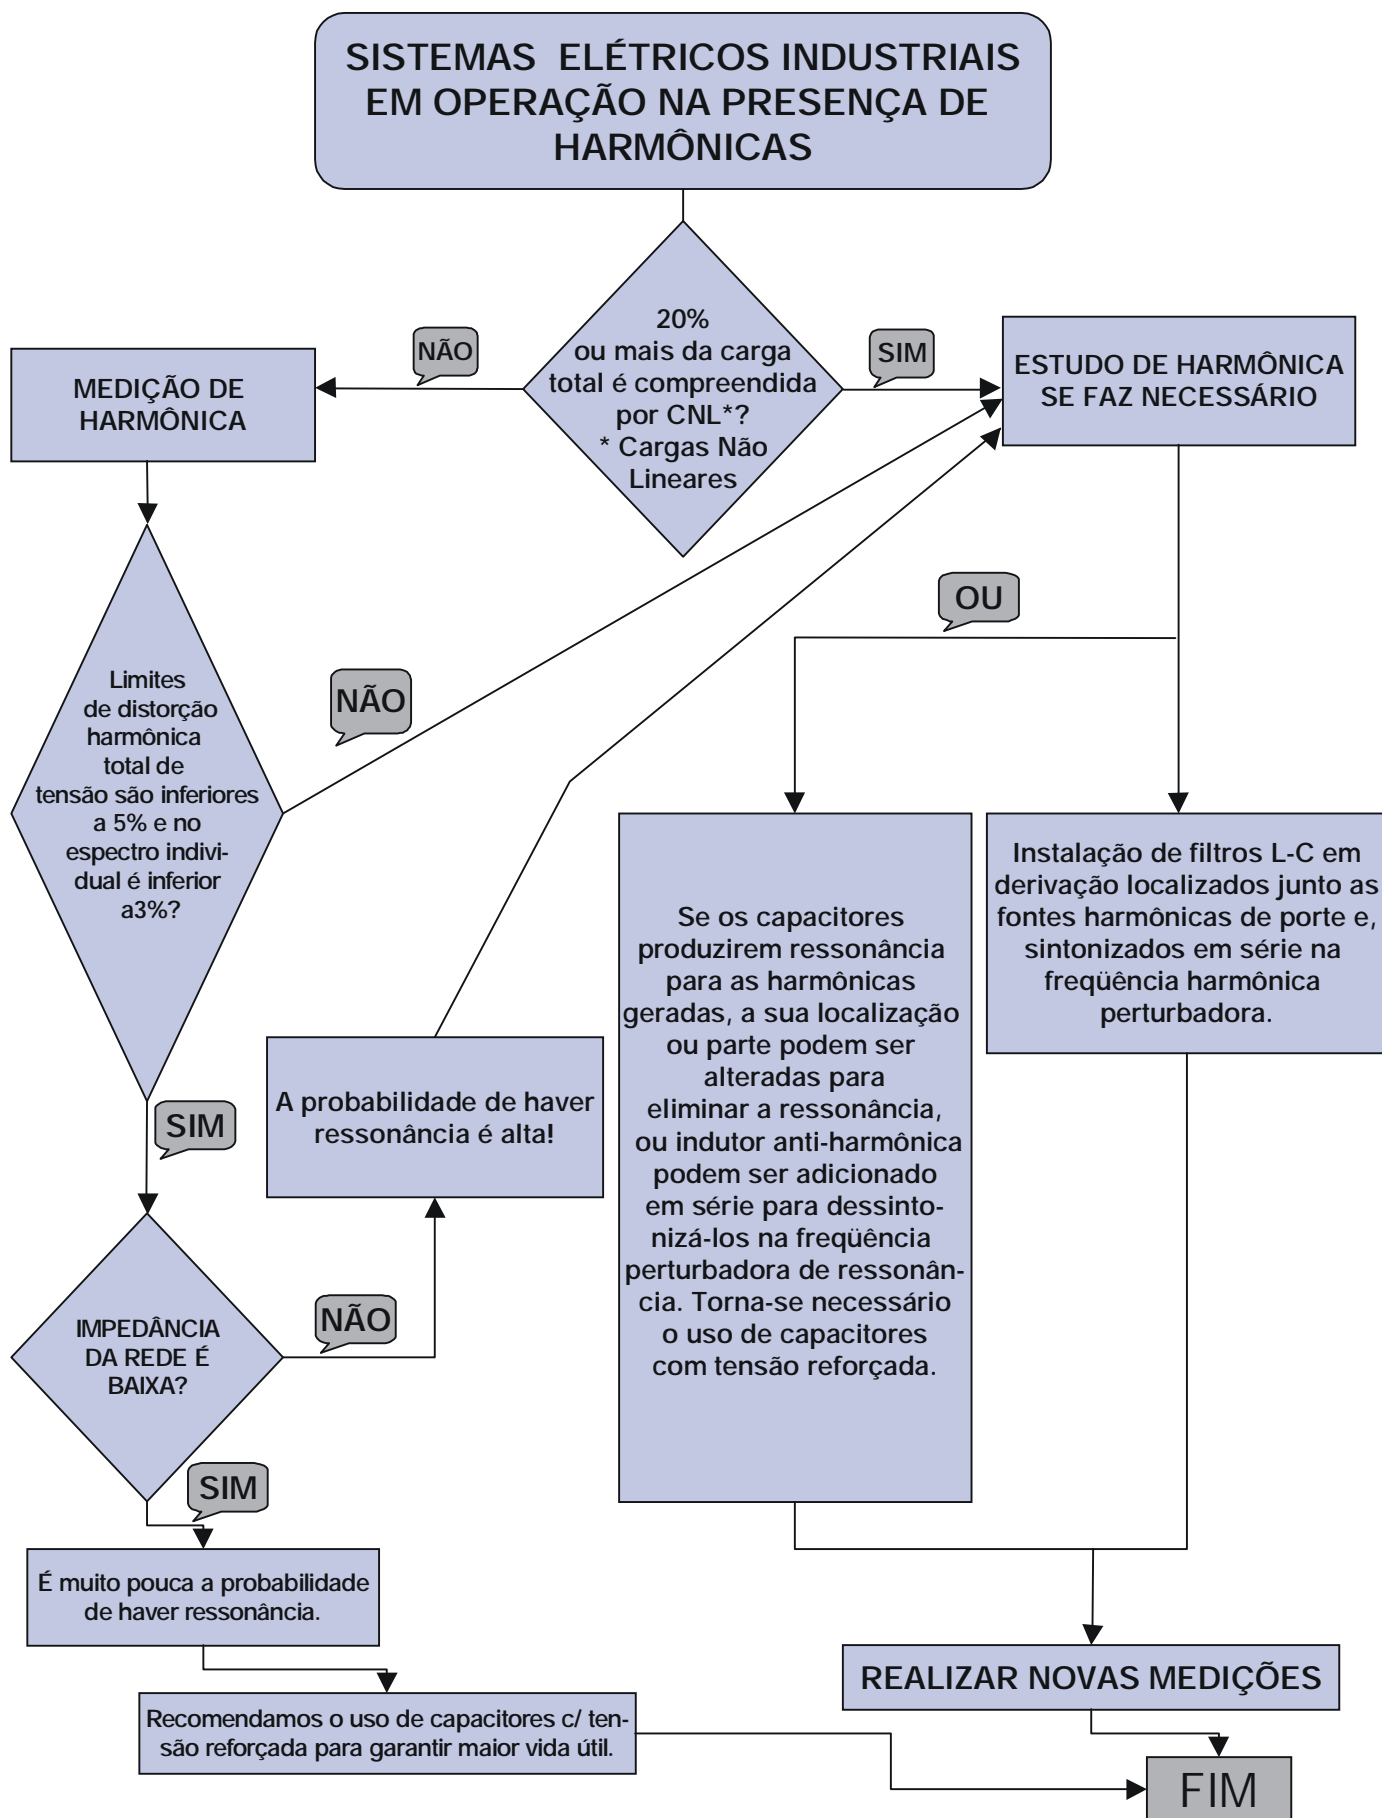 SISTEMAS ELÉTRICOS INDUSTRIAIS
EM OPERAÇÃO NA PRESENÇA DE
HARMÔNICAS
20%
ou mais da carga
total é compreendida
por CNL*?
* Cargas Não
Lineares
NÃO
SIM
MEDIÇÃO DE
HARMÔNICA
ESTUDO DE HARMÔNICA
SE FAZ NECESSÁRIO
OU
Limites
de distorção
harmônica
total de
tensão são inferiores
a 5% e no
espectro indivi-
dual é inferior
a3%?
NÃO
Instalação de filtros L-C em
derivação localizados junto as
fontes harmônicas de porte e,
sintonizados em série na
freqüência harmônica
perturbadora.
Se os capacitores
produzirem ressonância
para as harmônicas
geradas, a sua localização
ou parte podem ser
alteradas para
eliminar a ressonância,
ou indutor anti-harmônica
podem ser adicionado
em série para dessinto-
nizá-los na freqüência
perturbadora de ressonân-
cia. Torna-se necessário
o uso de capacitores
com tensão reforçada.
A probabilidade de haver
ressonância é alta!
SIM
IMPEDÂNCIA
DA REDE É
BAIXA?
NÃO
SIM
É muito pouca a probabilidade
de haver ressonância.
REALIZAR NOVAS MEDIÇÕES
Recomendamos o uso de capacitores c/ ten-
são reforçada para garantir maior vida útil.
FIM